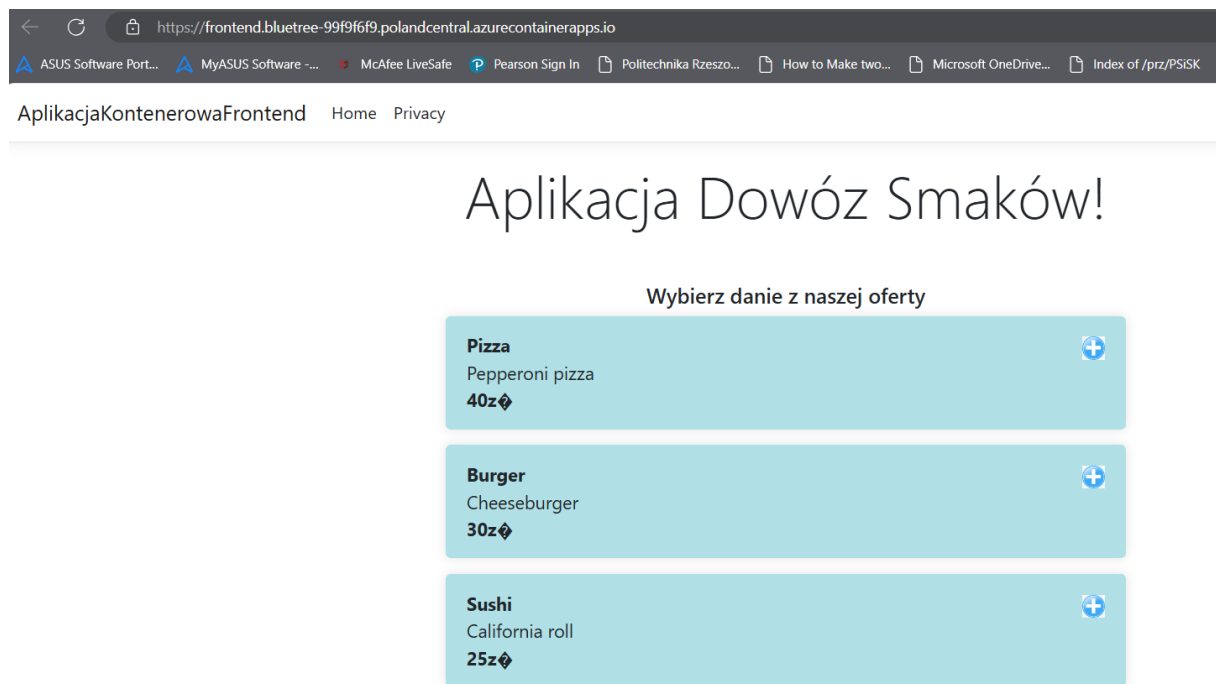 https://frontend.bluetree-99f9f6f9.polandcentral.azurecontainerapps.io
ASUS Software Port... MyASUS Software -... McAfee LiveSafe Pearson Sign In Politechnika Rzeszo... How to Make two... Microsoft OneDrive... Index of /prz/PSiSK
AplikacjaKontenerowaFrontend Home Privacy
Aplikacja Dowóz Smaków!
Wybierz danie z naszej oferty
Pizza
Pepperoni pizza
40z�
Burger
Cheeseburger
30z�
Sushi
California roll
25z�